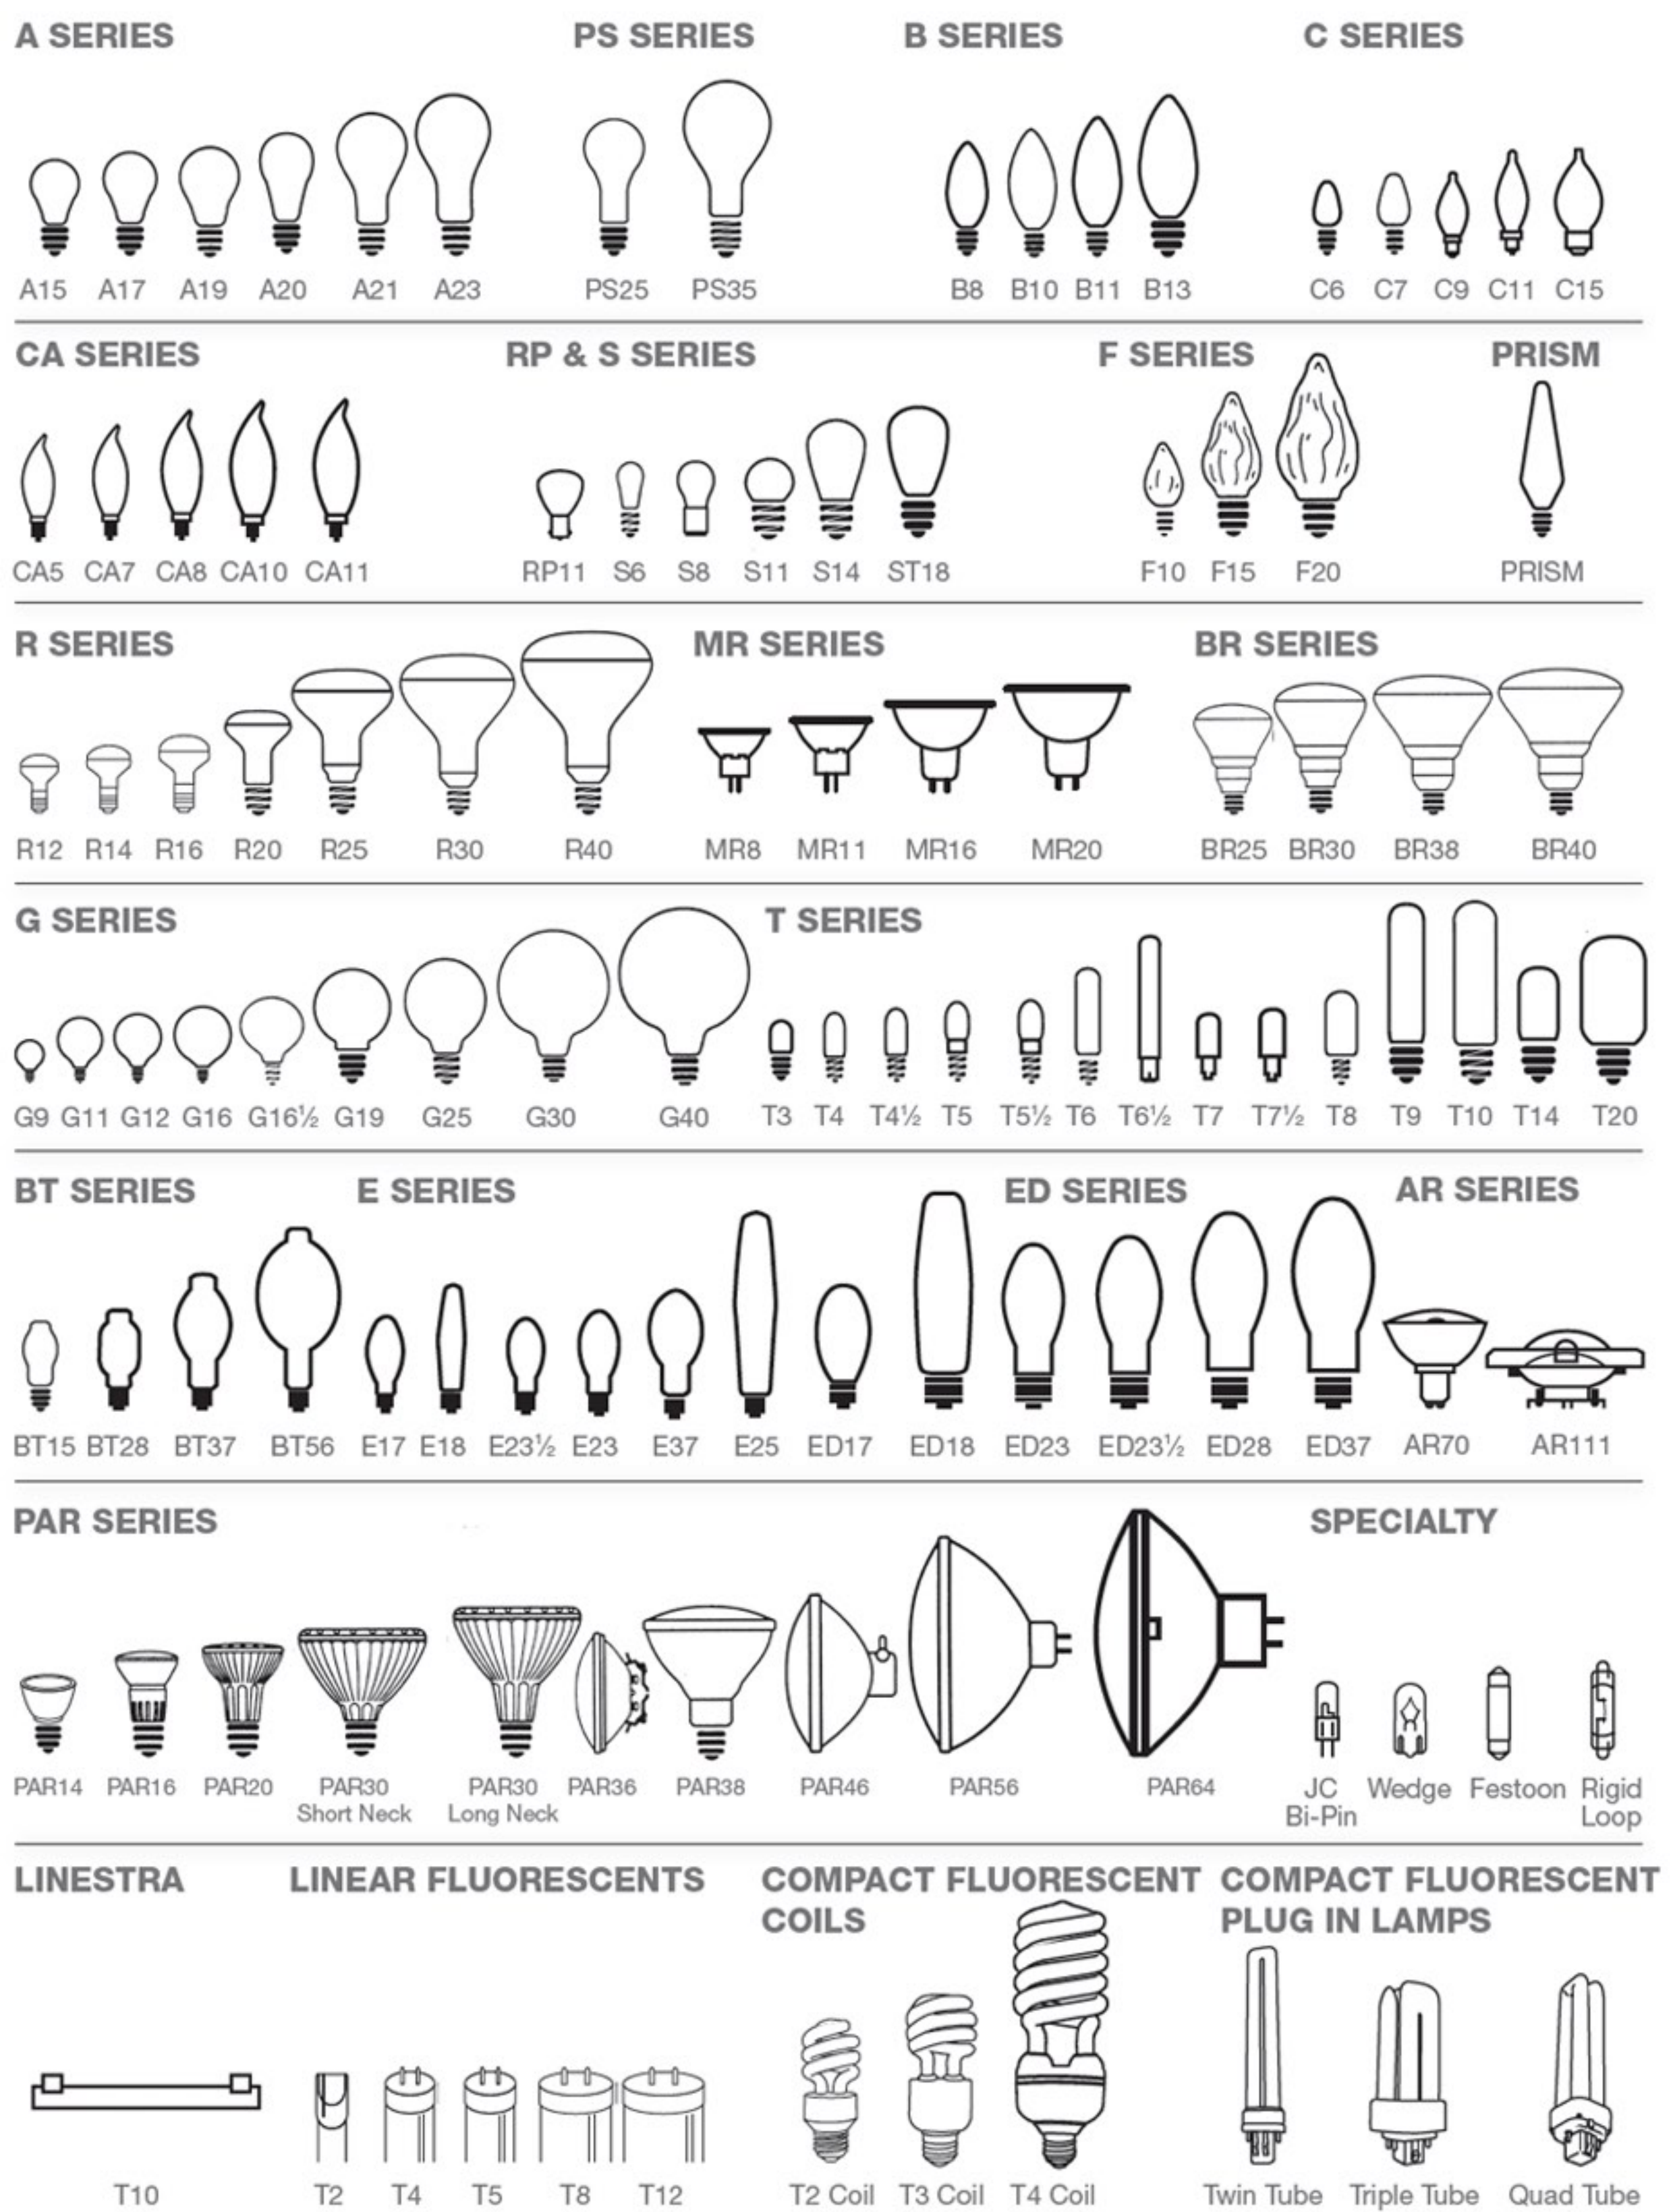 A SERIES
PS SERIES
B SERIES
C SERIES
A15 A17 A19 A20 A21 A23
PS25 PS35
B8 B10 B11 B13
C6 C7 C9 C11 C15
CA SERIES
RP & S SERIES
F SERIES
PRISM
CA5 CA7 CA8 CA10 CA11
RP11 S6 S8 S11 S14 ST18
F10 F15 F20
PRISM
R SERIES
MR SERIES
BR SERIES
R12 R14 R16 R20 R25 R30 R40
MR8 MR11 MR16 MR20
BR25 BR30 BR38 BR40
G SERIES
T SERIES
G9 G11 G12 G16 G16½ G19 G25 G30 G40
T3 T4 T4½ T5 T5½ T6 T6½ T7 T7½ T8 T9 T10 T14 T20
BT SERIES
E SERIES
ED SERIES
AR SERIES
BT15 BT28 BT37 BT56
E17 E18 E23½ E23 E37 E25
ED17 ED18 ED23 ED23½ ED28 ED37
AR70 AR111
PAR SERIES
SPECIALTY
PAR14 PAR16 PAR20
PAR30
Short Neck
PAR30
Long Neck
PAR36 PAR38 PAR46 PAR56 PAR64
JC
Bi-Pin
Wedge
Festoon
Rigid
Loop
LINESTRA
LINEAR FLUORESCENTS
COMPACT FLUORESCENT
COILS
COMPACT FLUORESCENT
PLUG IN LAMPS
T10
T2 T4 T5 T8 T12
T2 Coil T3 Coil T4 Coil
Twin Tube Triple Tube Quad Tube